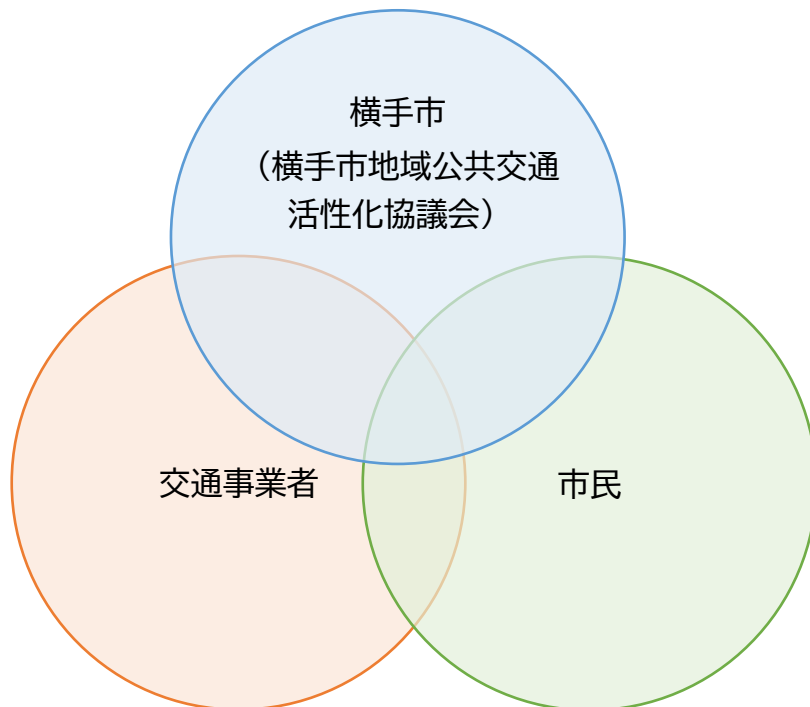 横手市
（横手市地域公共交通
活性化協議会）
交通事業者
市民